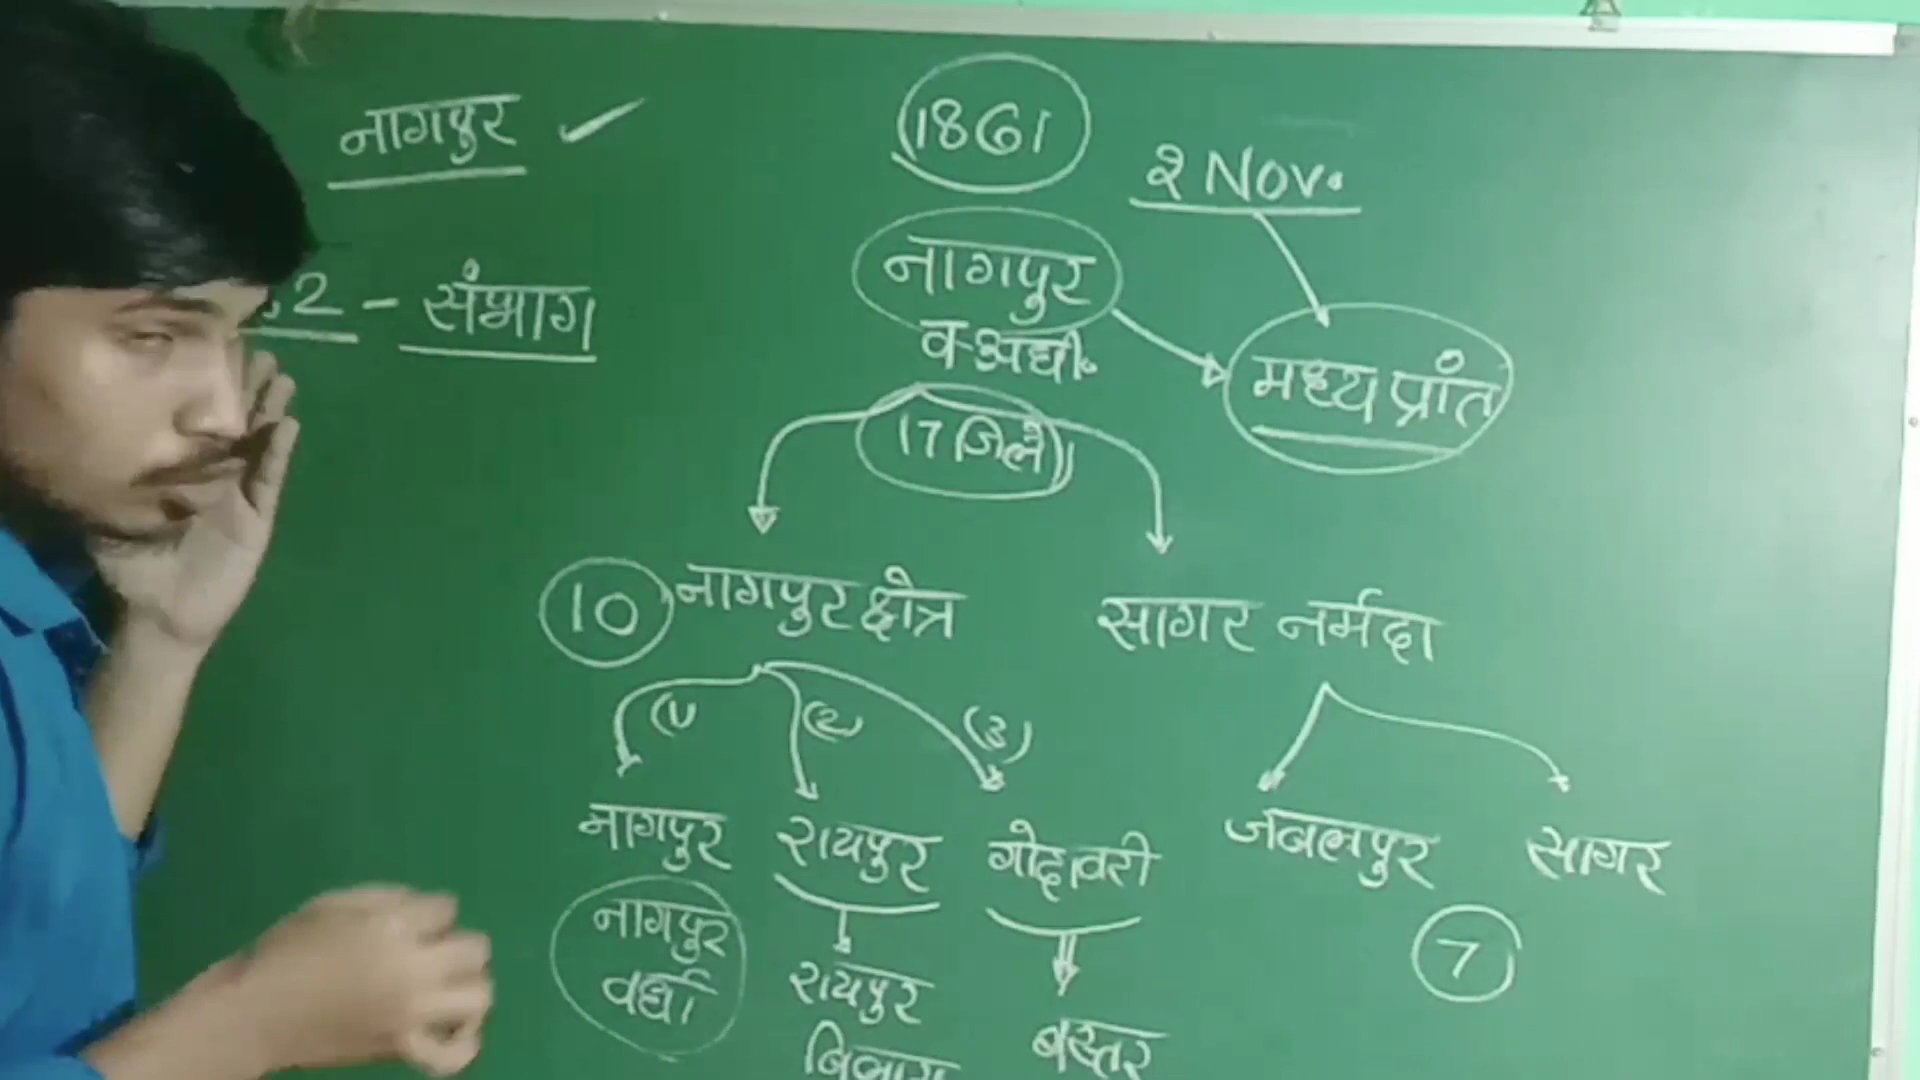 नागपुर
1861
2 Nov.
2 - संभाग
नागपुर
व अधी.
मध्य प्रांत
17 जिले
10 नागपुर क्षेत्र
सागर नर्मदा
(1) (2) (3)
नागपुर रायपुर गोदावरी
जबलपुर सागर
नागपुर
वर्धा
रायपुर
बस्तर
7